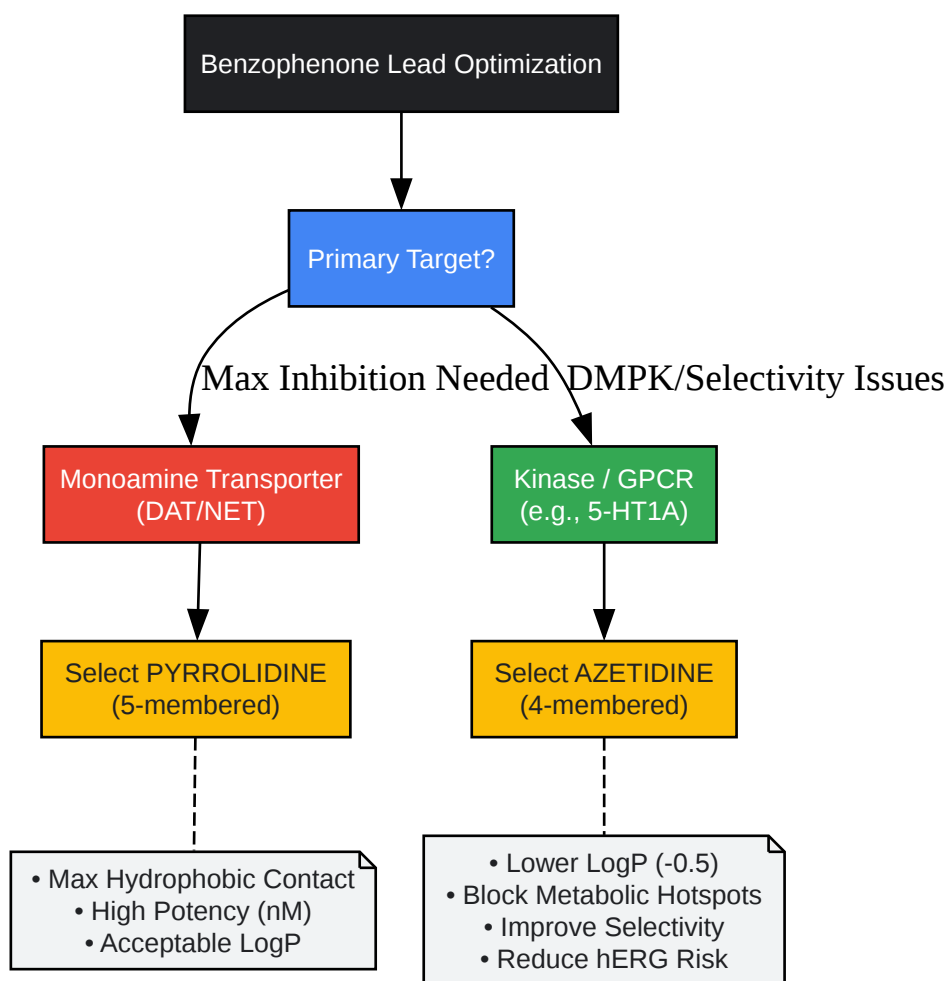 Benzophenone Lead Optimization
Primary Target?
Max Inhibition Needed
DMPK/Selectivity Issues
Monoamine Transporter
(DAT/NET)
Kinase / GPCR
(e.g., 5-HT1A)
Select PYRROLIDINE
(5-membered)
Select AZETIDINE
(4-membered)
• Max Hydrophobic Contact
• High Potency (nM)
• Acceptable LogP
• Lower LogP (-0.5)
• Block Metabolic Hotspots
• Improve Selectivity
• Reduce hERG Risk